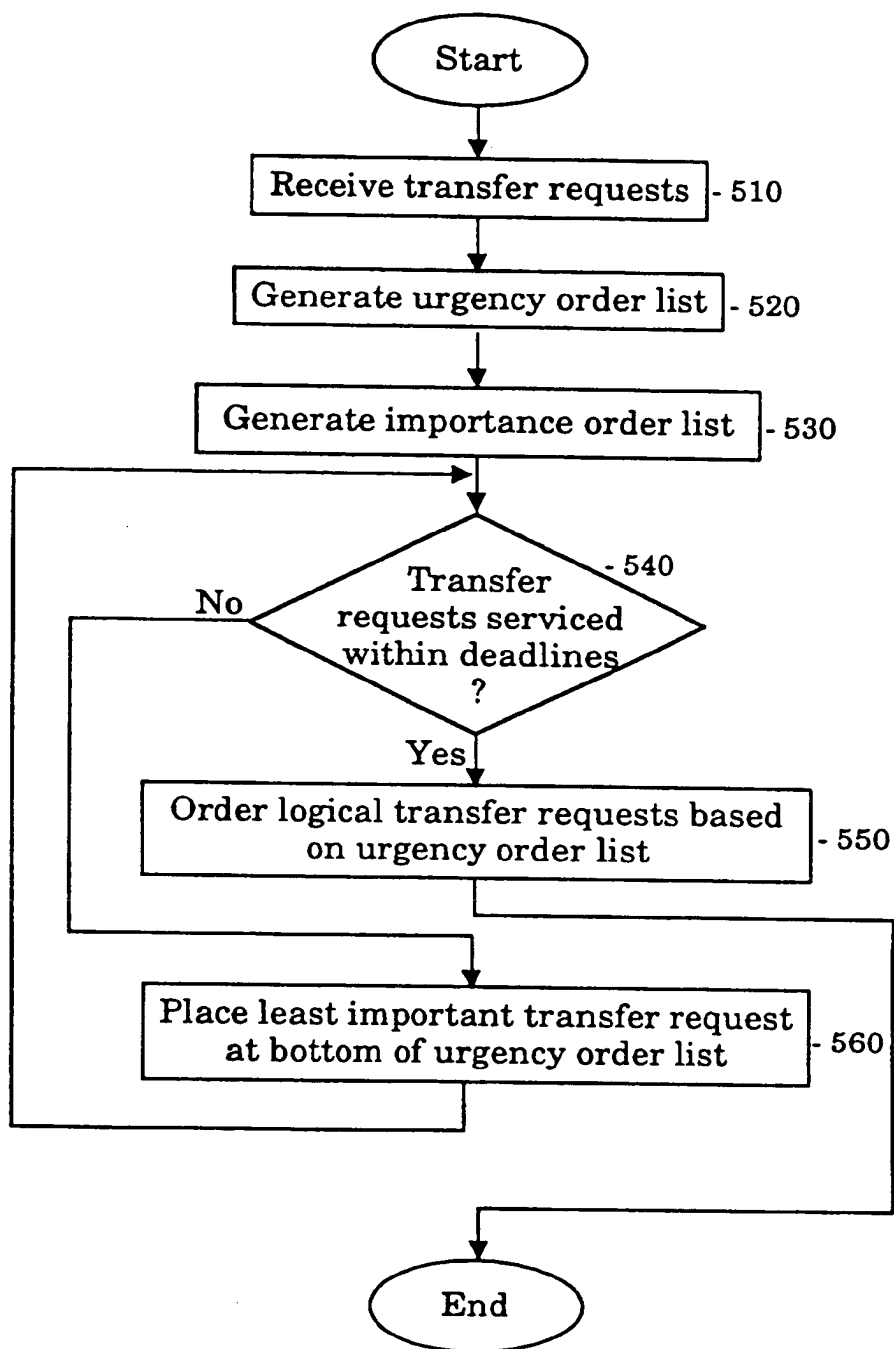 Start
Receive transfer requests - 510
Generate urgency order list - 520
Generate importance order list - 530
- 540
Transfer
requests serviced
within deadlines
?
No
Yes
Order logical transfer requests based
on urgency order list
- 550
Place least important transfer request
at bottom of urgency order list
- 560
End